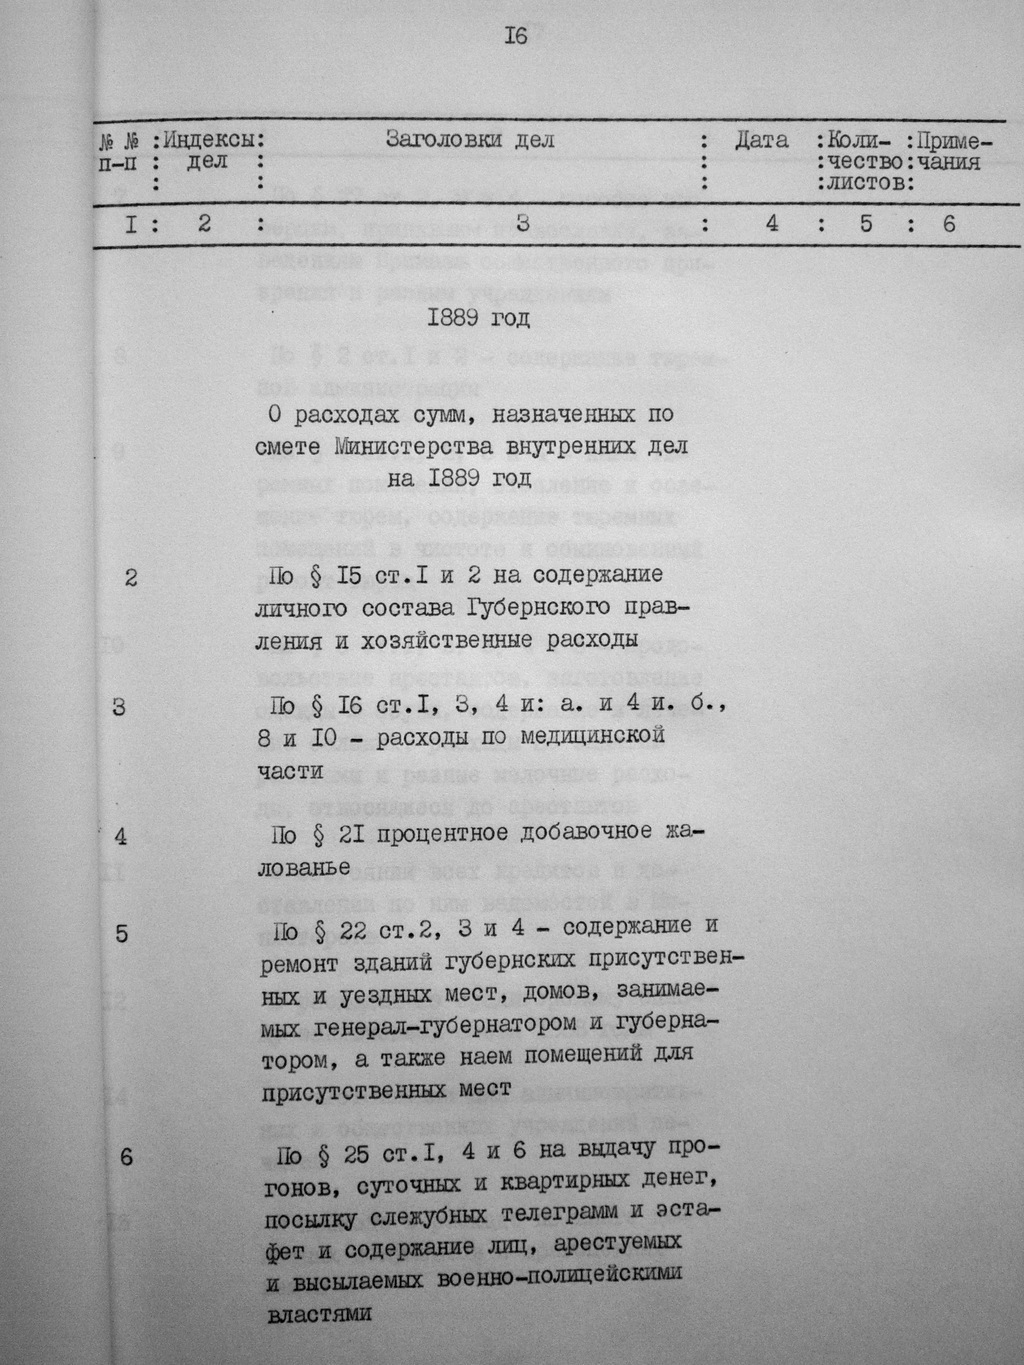 I6
№ № :Индексы: Заголовки дел : Дата :Коли- :Приме-
п-п : дел : : :чество:чания
: : : :листов:
I : 2 : 3 : 4 : 5 : 6
I889 год
О расходах сумм, назначенных по
смете Министерства внутренних дел
на I889 год
2 По § I5 ст.I и 2 на содержание
личного состава Губернского прав-
ления и хозяйственные расходы
3 По § I6 ст.I, 3, 4 и: а. и 4 и. б.,
8 и IO - расходы по медицинской
части
4 По § 2I процентное добавочное жа-
лованье
5 По § 22 ст.2, 3 и 4 - содержание и
ремонт зданий губернских присутствен-
ных и уездных мест, домов, занимае-
мых генерал-губернатором и губерна-
тором, а также наем помещений для
присутственных мест
6 По § 25 ст.I, 4 и 6 на выдачу про-
гонов, суточных и квартирных денег,
посылку слежубных телеграмм и эста-
фет и содержание лиц, арестуемых
и высылаемых военно-полицейскими
властями